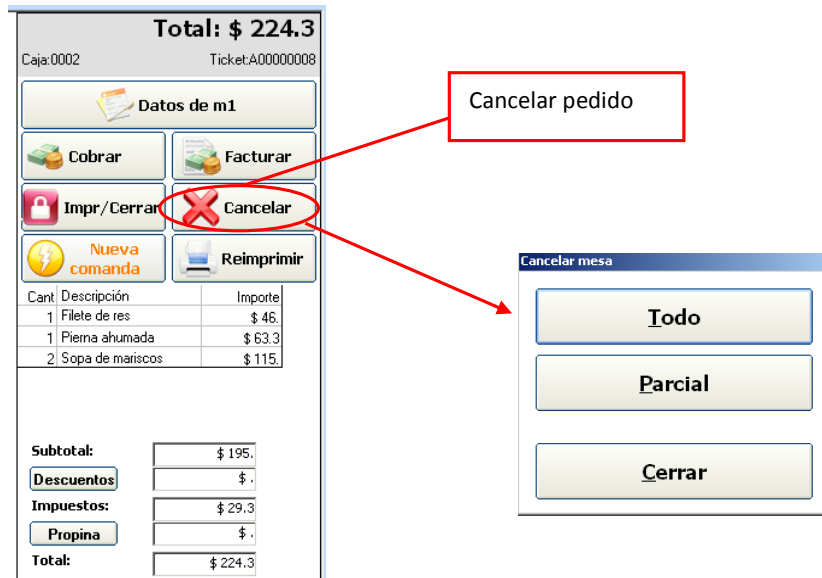 Total: $ 224.3
Caja:0002 Ticket:A00000008
Datos de m1
Cobrar Facturar
Impr/Cerrar Cancelar
Nueva comanda Reimprimir
Cant Descripción Importe
1 Filete de res $ 46.
1 Pierna ahumada $ 63.3
2 Sopa de mariscos $ 115.
Subtotal: $ 195.
Descuentos $ .
Impuestos: $ 29.3
Propina $ .
Total: $ 224.3
Cancelar pedido
Cancelar mesa
Todo
Parcial
Cerrar